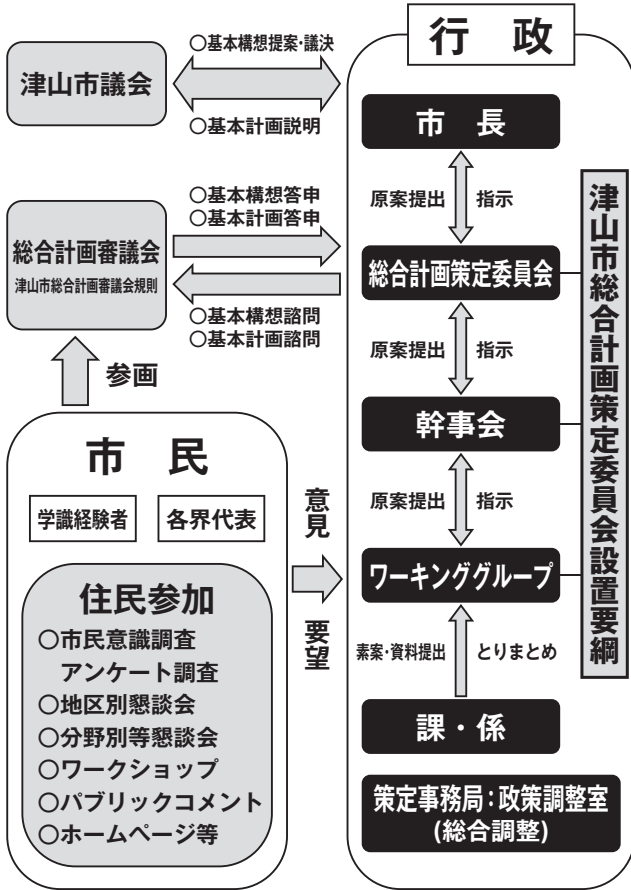 津山市議会
○基本構想提案・議決
○基本計画説明
総合計画審議会
津山市総合計画審議会規則
○基本構想答申
○基本計画答申
○基本構想諮問
○基本計画諮問
参画
市 民
学識経験者
各界代表
住民参加
○市民意識調査
アンケート調査
○地区別懇談会
○分野別等懇談会
○ワークショップ
○パブリックコメント
○ホームページ等
意見
要望
行 政
市 長
原案提出 指示
総合計画策定委員会
原案提出 指示
幹事会
原案提出 指示
ワーキンググループ
素案・資料提出 とりまとめ
課・係
策定事務局:政策調整室
(総合調整)
津山市総合計画策定委員会設置要綱